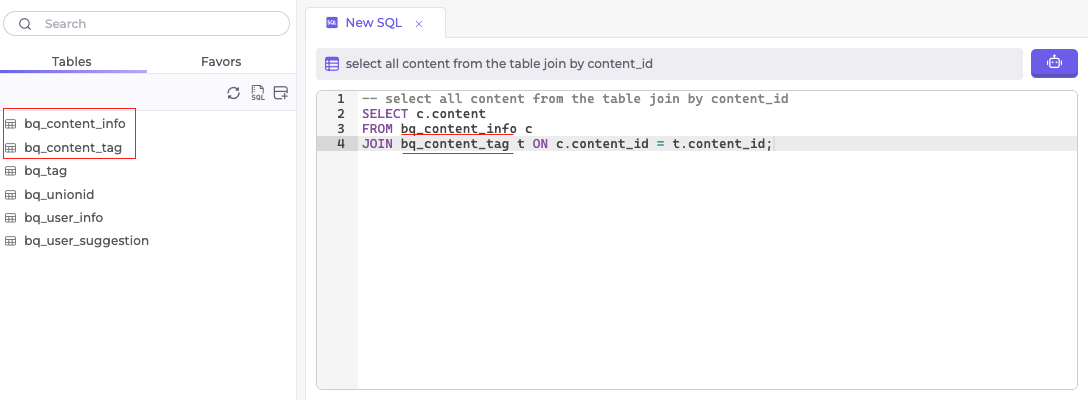 Search
Tables Favors
SQL
bq_content_info
bq_content_tag
bq_tag
bq_unionid
bq_user_info
bq_user_suggestion
SQL New SQL ×
select all content from the table join by content_id
1 -- select all content from the table join by content_id
2 SELECT c.content
3 FROM bq_content_info c
4 JOIN bq_content_tag t ON c.content_id = t.content_id;